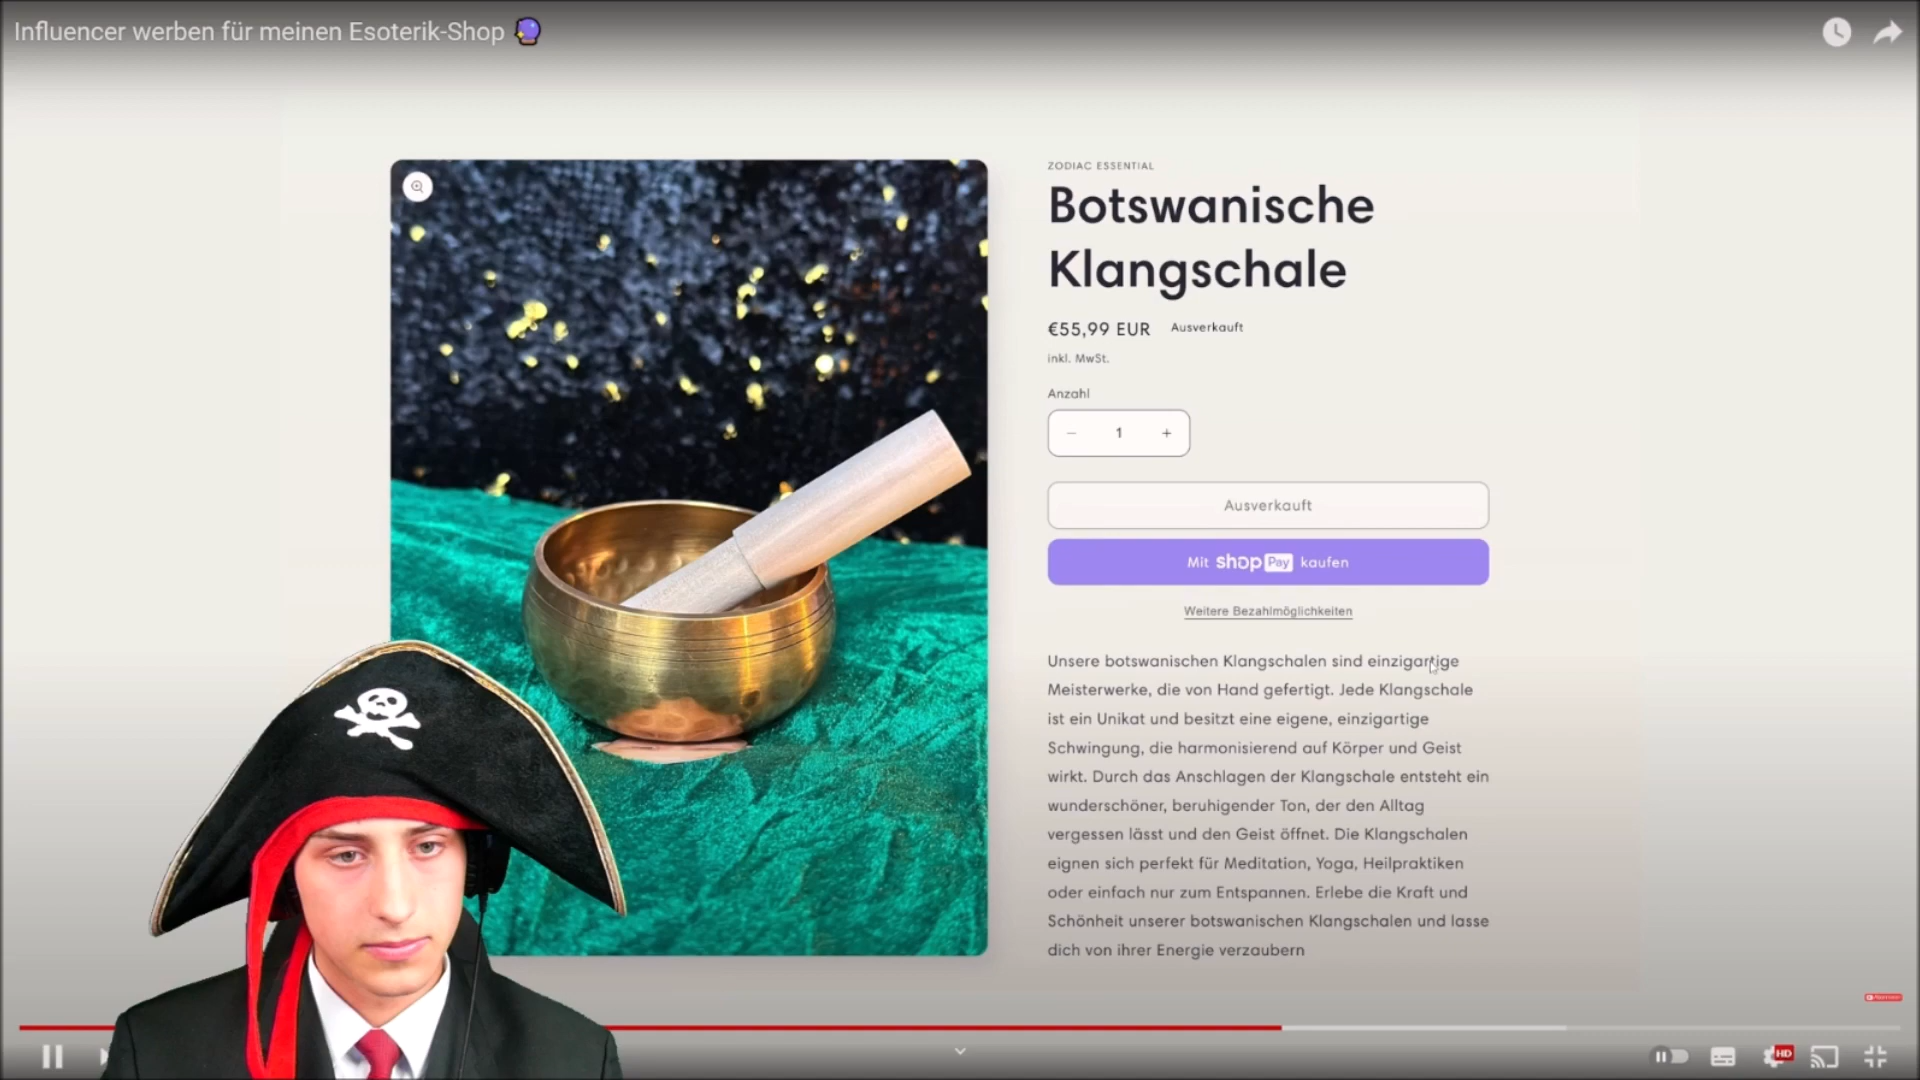 Influencer werben für meinen Esoterik-Shop
ZODIAC ESSENTIAL
Botswanische
Klangschale
€55,99 EUR Ausverkauft
inkl. MwSt.
Anzahl
− 1 +
Ausverkauft
Mit shop Pay kaufen
Weitere Bezahlmöglichkeiten
Unsere botswanischen Klangschalen sind einzigartige
Meisterwerke, die von Hand gefertigt. Jede Klangschale
ist ein Unikat und besitzt eine eigene, einzigartige
Schwingung, die harmonisierend auf Körper und Geist
wirkt. Durch das Anschlagen der Klangschale entsteht ein
wunderschöner, beruhigender Ton, der den Alltag
vergessen lässt und den Geist öffnet. Die Klangschalen
eignen sich perfekt für Meditation, Yoga, Heilpraktiken
oder einfach nur zum Entspannen. Erlebe die Kraft und
Schönheit unserer botswanischen Klangschalen und lasse
dich von ihrer Energie verzaubern
HD